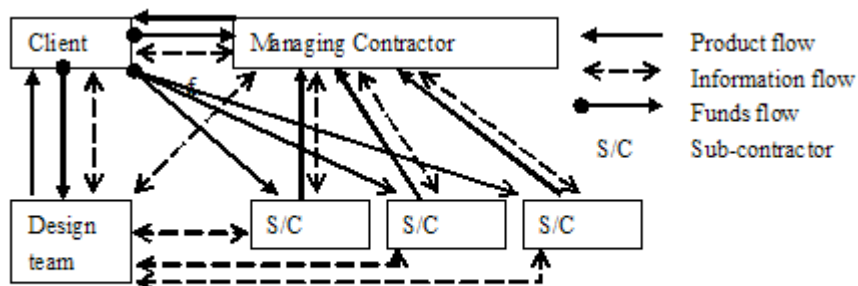 Client
Managing Contractor
Product flow
Information flow
Funds flow
S/C Sub-contractor
Design
team
S/C
S/C
S/C